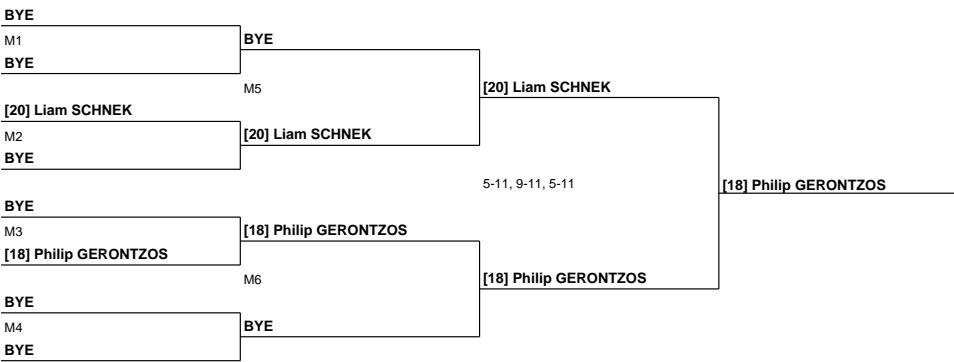 BYE
M1
BYE
BYE
M5
[20] Liam SCHNEK
[20] Liam SCHNEK
M2
[20] Liam SCHNEK
BYE
5-11, 9-11, 5-11
[18] Philip GERONTZOS
BYE
M3
[18] Philip GERONTZOS
[18] Philip GERONTZOS
M6
[18] Philip GERONTZOS
BYE
M4
BYE
BYE